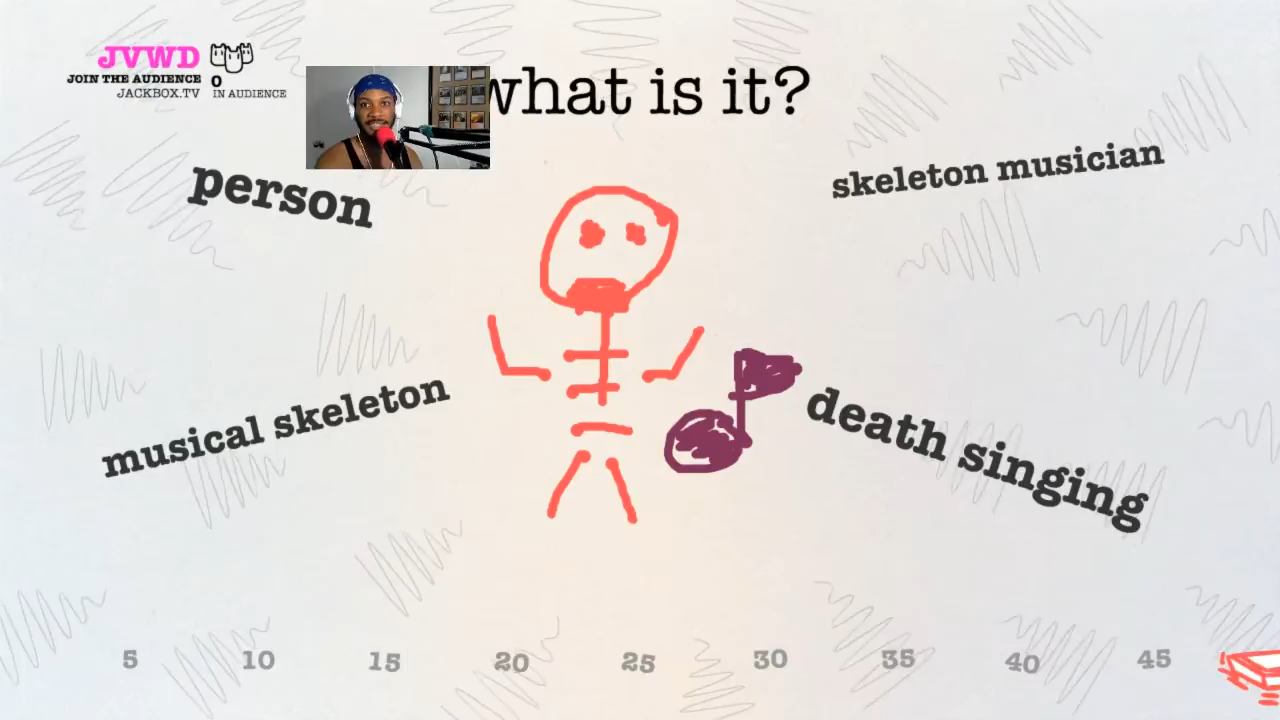 JVWD
JOIN THE AUDIENCE
JACKBOX.TV
0
IN AUDIENCE
what is it?
person
skeleton musician
musical skeleton
death singing
5 10 15 20 25 30 35 40 45